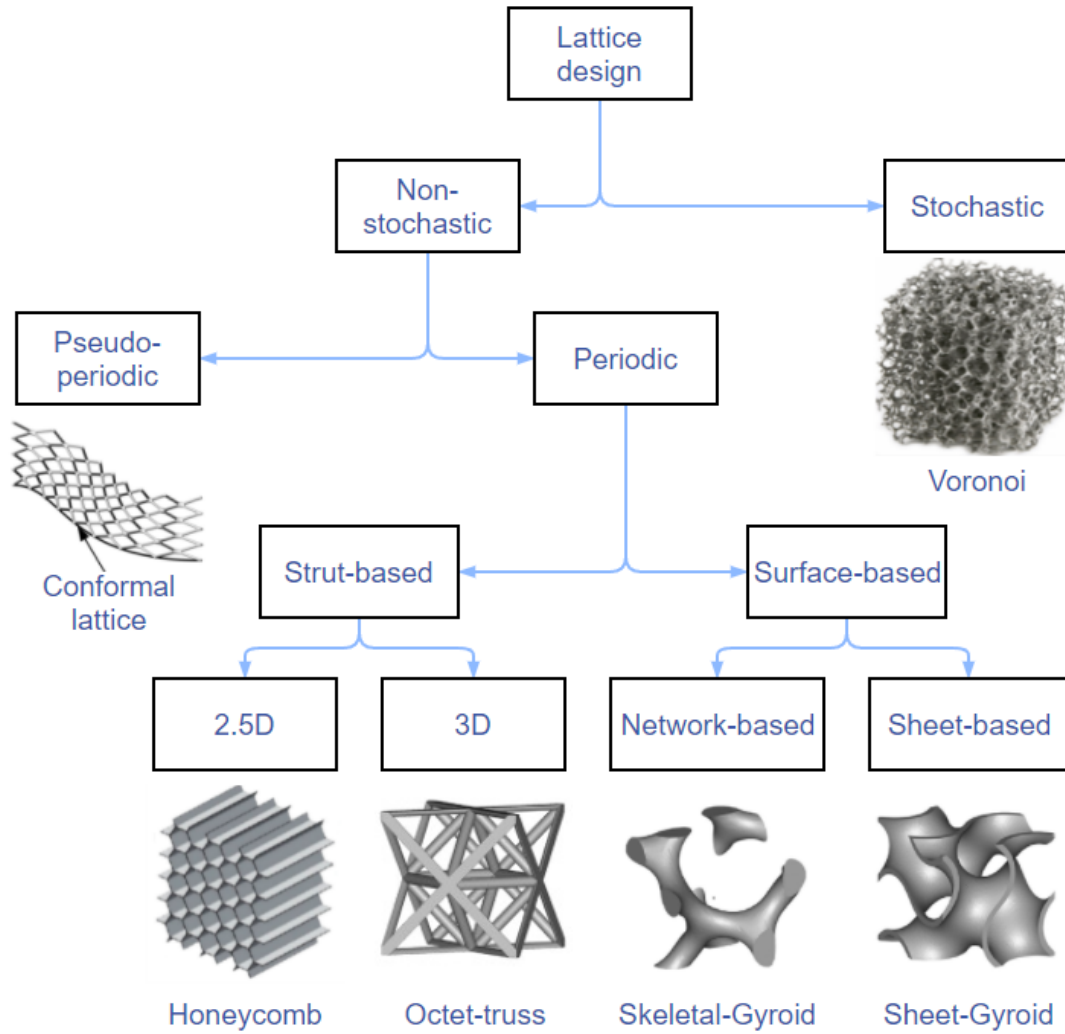 Lattice
design
Non-
stochastic
Stochastic
Pseudo-
periodic
Periodic
Voronoi
Conformal
lattice
Strut-based
Surface-based
2.5D
3D
Network-based
Sheet-based
Honeycomb
Octet-truss
Skeletal-Gyroid
Sheet-Gyroid